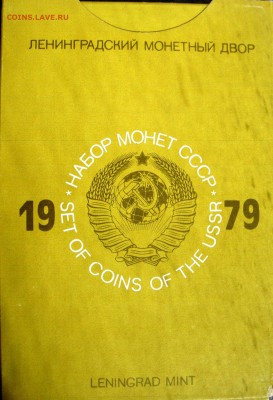 COINS.LAVE.RU
ЛЕНИНГРАДСКИЙ МОНЕТНЫЙ ДВОР
* НАБОР МОНЕТ СССР *
19 79
SET OF COINS OF THE USSR
LENINGRAD MINT